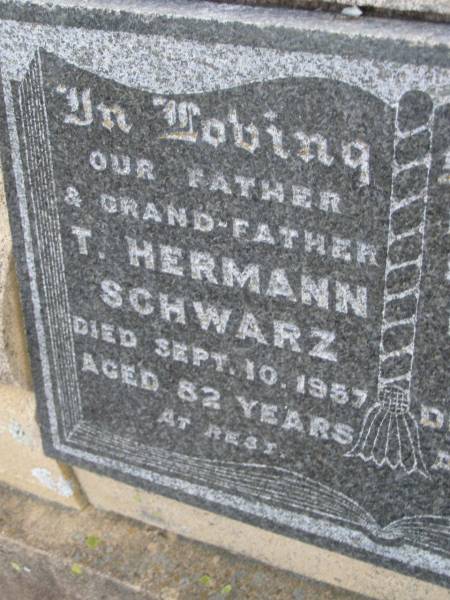 In Loving
OUR FATHER
& GRAND-FATHER
T. HERMANN
SCHWARZ
DIED SEPT. 10. 1957
AGED 82 YEARS
AT REST.